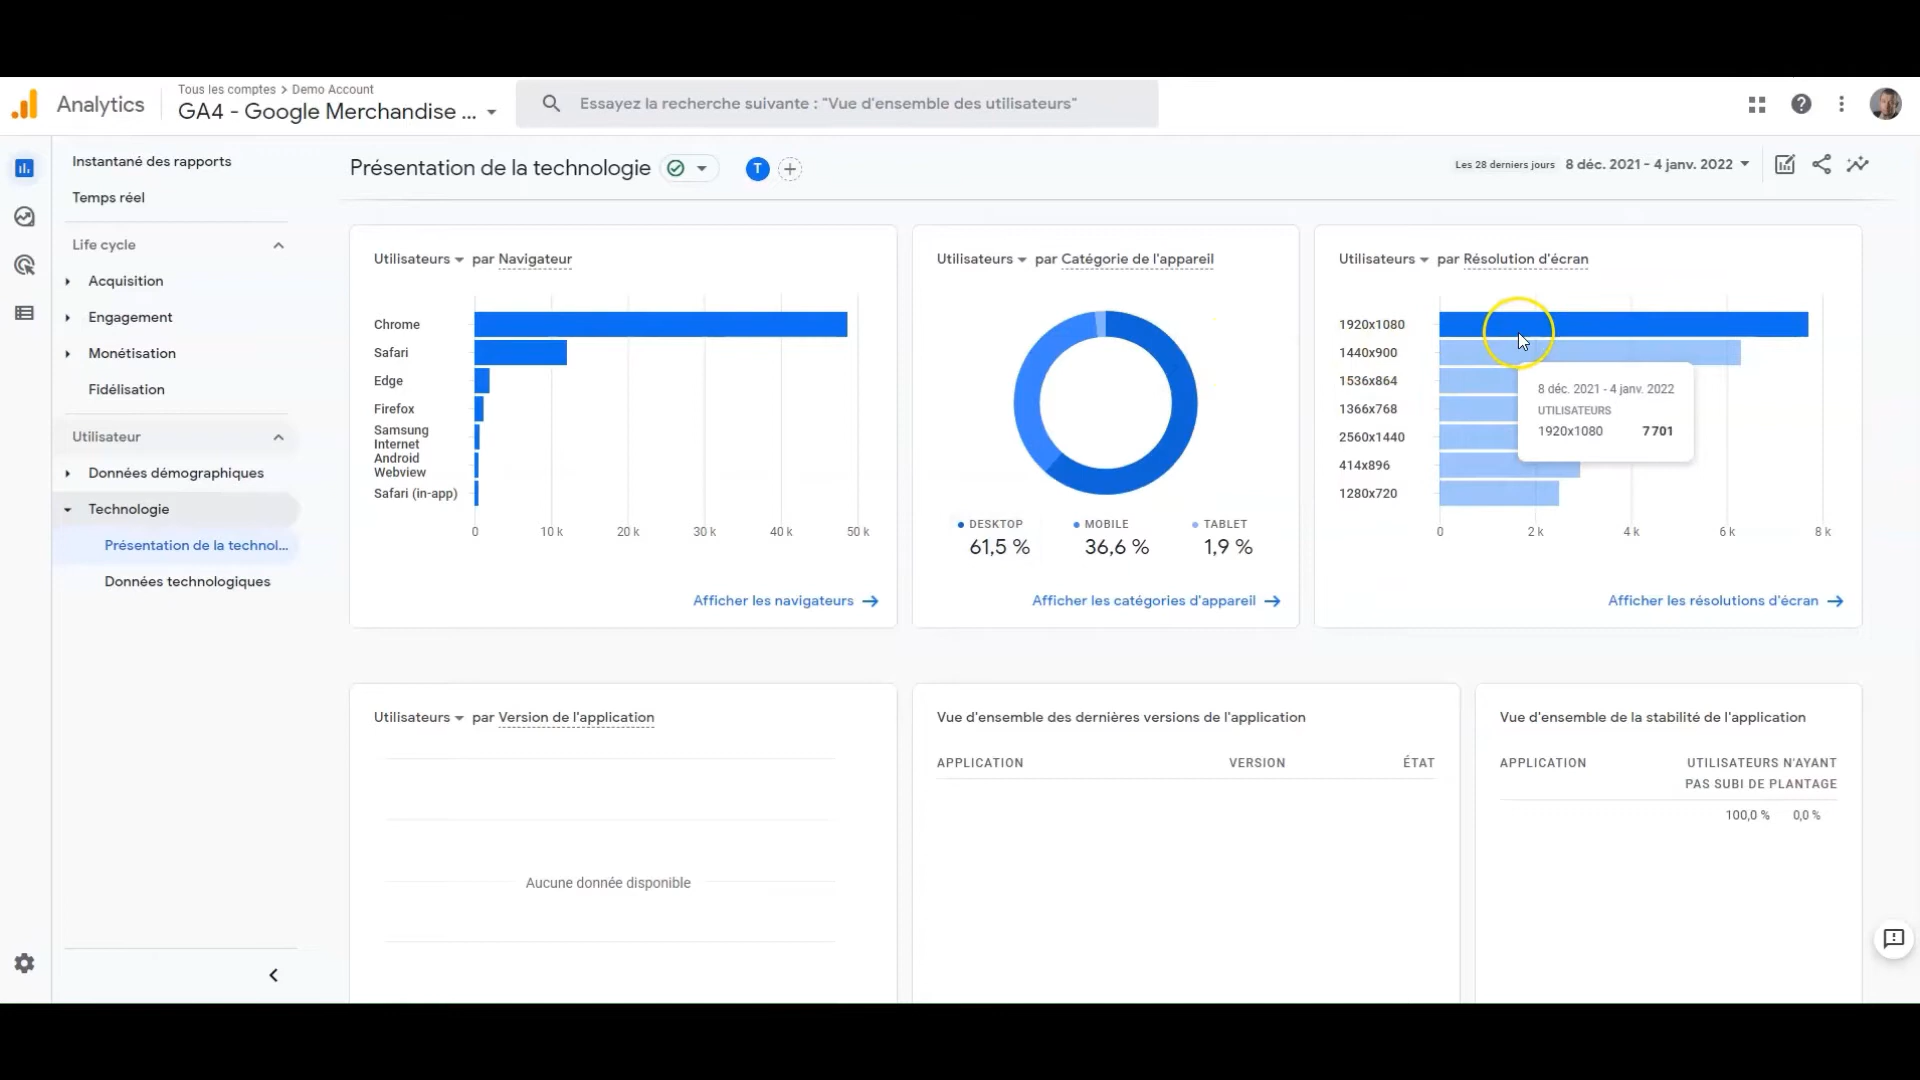 Analytics
Tous les comptes > Demo Account
GA4 - Google Merchandise ...
Essayez la recherche suivante : "Vue d'ensemble des utilisateurs"
Instantané des rapports
Temps réel
Life cycle
Acquisition
Engagement
Monétisation
Fidélisation
Utilisateur
Données démographiques
Technologie
Présentation de la technol...
Données technologiques
Présentation de la technologie
T
Les 28 derniers jours 8 déc. 2021 - 4 janv. 2022
Utilisateurs par Navigateur
Chrome
Safari
Edge
Firefox
Samsung
Internet
Android
Webview
Safari (in-app)
0 10 k 20 k 30 k 40 k 50 k
Afficher les navigateurs
Utilisateurs par Catégorie de l'appareil
DESKTOP MOBILE TABLET
61,5 % 36,6 % 1,9 %
Afficher les catégories d'appareil
Utilisateurs par Résolution d'écran
1920x1080
1440x900
1536x864
1366x768
2560x1440
414x896
1280x720
0 2 k 4 k 6 k 8 k
8 déc. 2021 - 4 janv. 2022
UTILISATEURS
1920x1080 7 701
Afficher les résolutions d'écran
Utilisateurs par Version de l'application
Aucune donnée disponible
Vue d'ensemble des dernières versions de l'application
APPLICATION VERSION ÉTAT
Vue d'ensemble de la stabilité de l'application
APPLICATION UTILISATEURS N'AYANT
PAS SUBI DE PLANTAGE
100,0 % 0,0 %